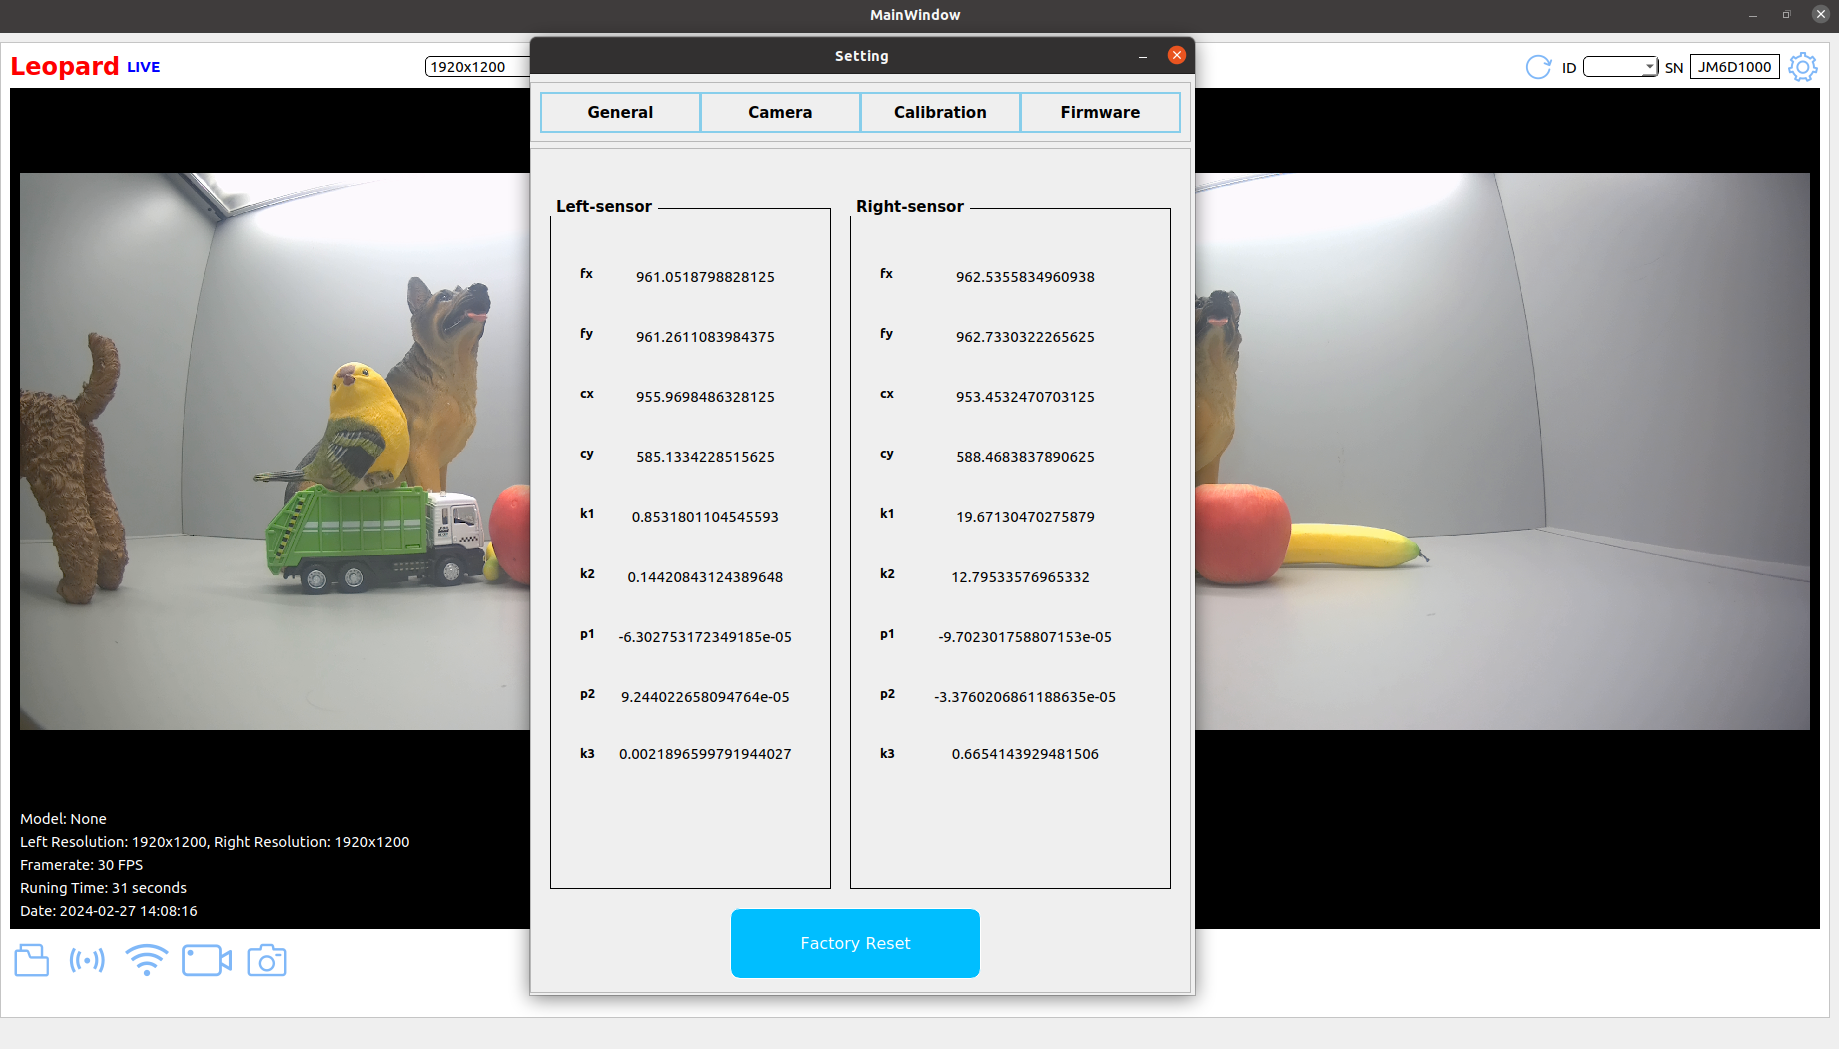 MainWindow
Leopard LIVE
1920x1200
ID
SN
JM6D1000
Setting
General
Camera
Calibration
Firmware
Left-sensor
fx 961.0518798828125
fy 961.2611083984375
cx 955.9698486328125
cy 585.1334228515625
k1 0.8531801104545593
k2 0.14420843124389648
p1 -6.302753172349185e-05
p2 9.244022658094764e-05
k3 0.0021896599791944027
Right-sensor
fx 962.5355834960938
fy 962.7330322265625
cx 953.4532470703125
cy 588.4683837890625
k1 19.67130470275879
k2 12.79533576965332
p1 -9.702301758807153e-05
p2 -3.3760206861188635e-05
k3 0.6654143929481506
Factory Reset
Model: None
Left Resolution: 1920x1200, Right Resolution: 1920x1200
Framerate: 30 FPS
Runing Time: 31 seconds
Date: 2024-02-27 14:08:16